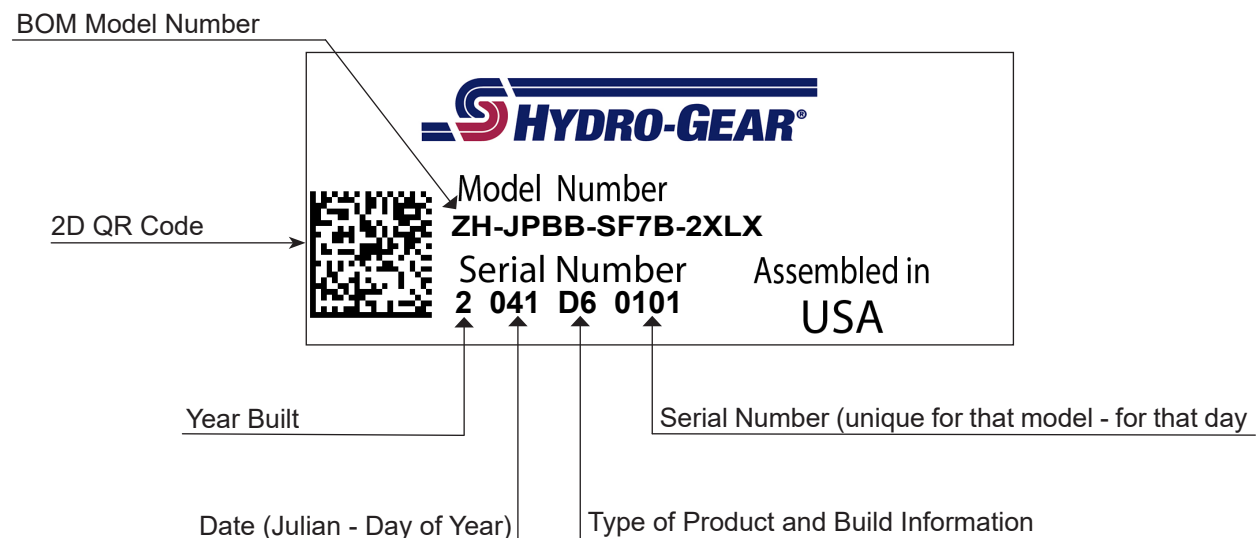 BOM Model Number
HYDRO-GEAR®
Model Number
2D QR Code
ZH-JPBB-SF7B-2XLX
Serial Number
Assembled in
2 041 D6 0101
USA
Year Built
Serial Number (unique for that model - for that day
Date (Julian - Day of Year)
Type of Product and Build Information